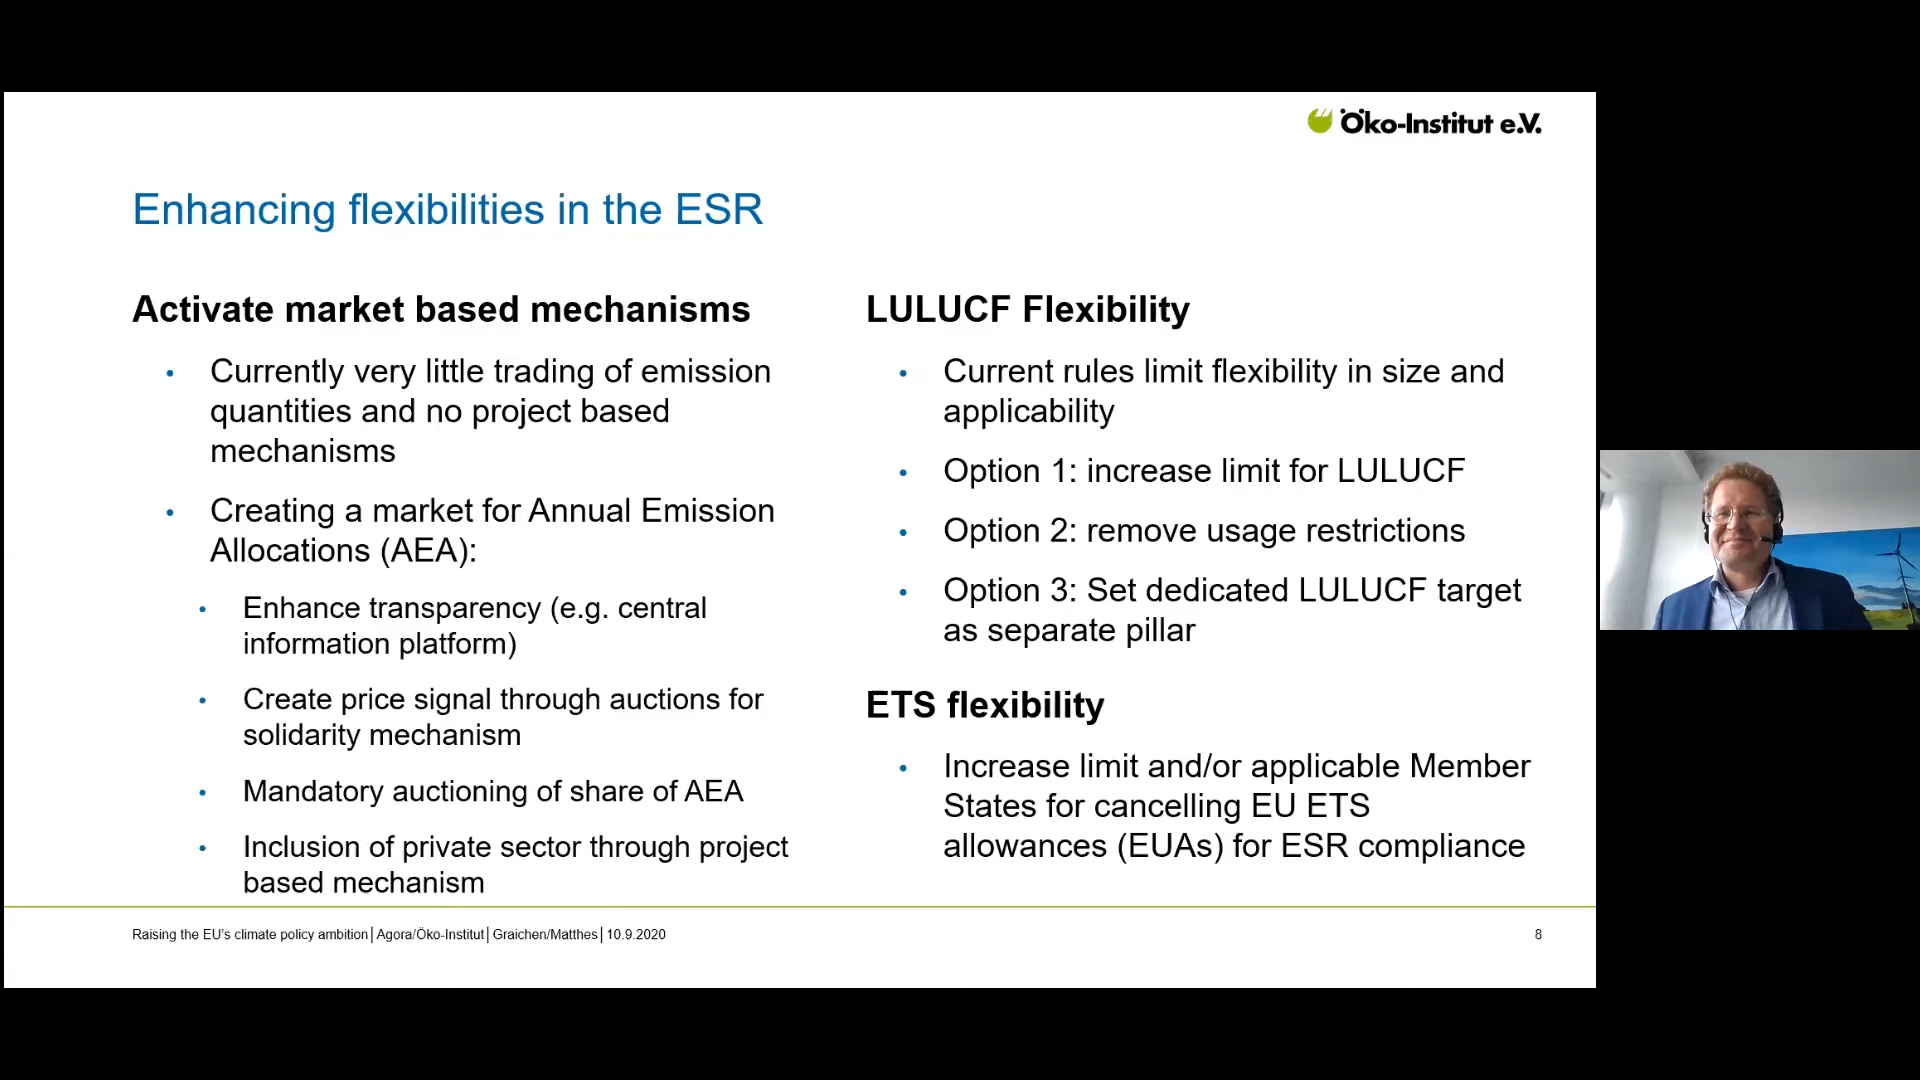 Öko-Institut e.V.
Enhancing flexibilities in the ESR
Activate market based mechanisms
• Currently very little trading of emission
quantities and no project based
mechanisms
• Creating a market for Annual Emission
Allocations (AEA):
• Enhance transparency (e.g. central
information platform)
• Create price signal through auctions for
solidarity mechanism
• Mandatory auctioning of share of AEA
• Inclusion of private sector through project
based mechanism
LULUCF Flexibility
• Current rules limit flexibility in size and
applicability
• Option 1: increase limit for LULUCF
• Option 2: remove usage restrictions
• Option 3: Set dedicated LULUCF target
as separate pillar
ETS flexibility
• Increase limit and/or applicable Member
States for cancelling EU ETS
allowances (EUAs) for ESR compliance
Raising the EU's climate policy ambition│Agora/Öko-Institut│Graichen/Matthes│10.9.2020
8